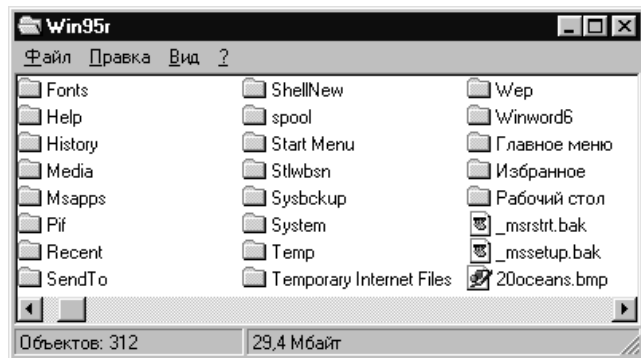 Win95r
Файл Правка Вид ?
Fonts
Help
History
Media
Msapps
Pif
Recent
SendTo
ShellNew
spool
Start Menu
Stlwbsn
Sysbckup
System
Temp
Temporary Internet Files
Wep
Winword6
Главное меню
Избранное
Рабочий стол
_msrstrt.bak
_mssetup.bak
20oceans.bmp
Объектов: 312
29,4 Мбайт